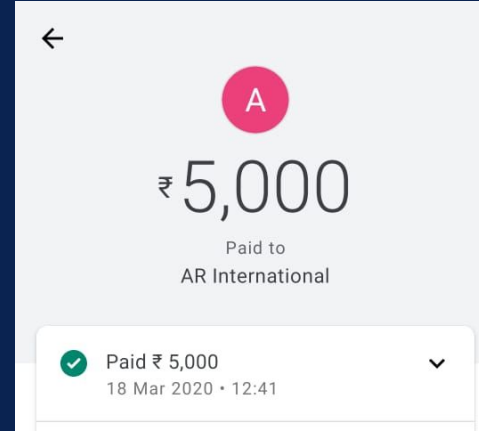 A
₹5,000
Paid to
AR International
Paid ₹ 5,000
18 Mar 2020 • 12:41